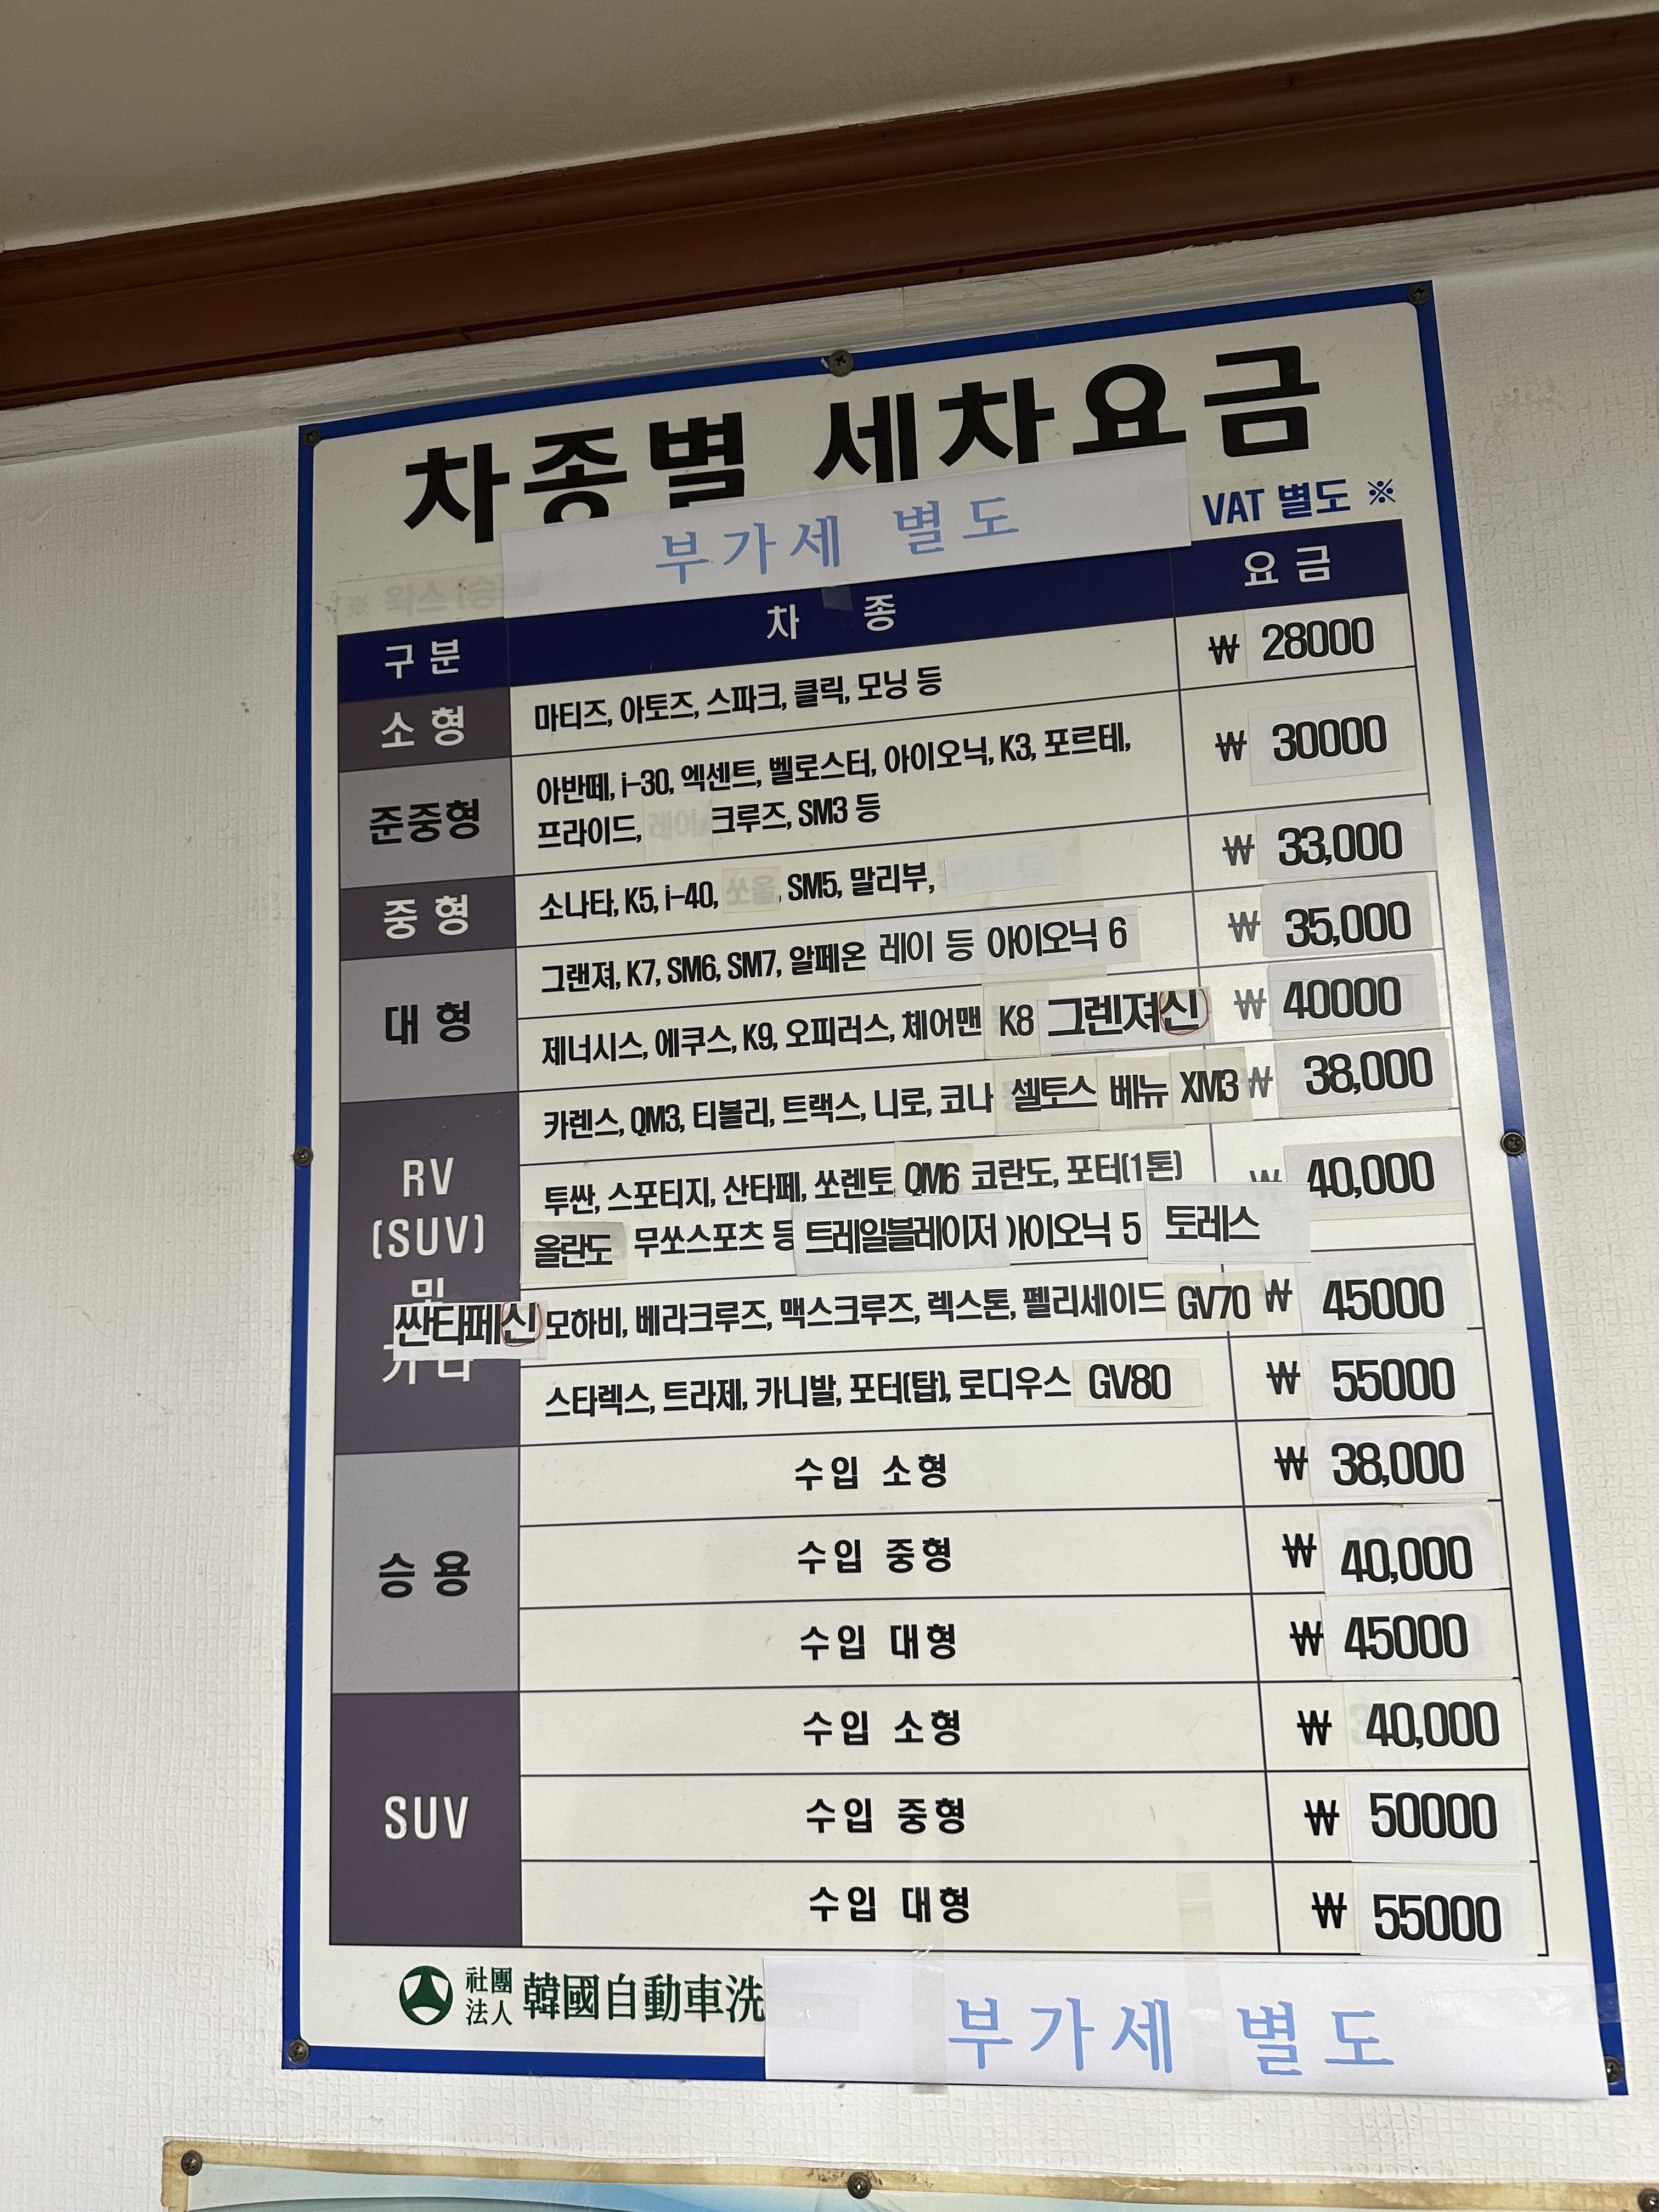 차종별 세차요금
부가세 별도
VAT 별도 ※
구분 차 종 요금
소형 마티즈, 아토즈, 스파크, 클릭, 모닝 등 ₩ 28000
준중형 아반떼, i-30, 엑센트, 벨로스터, 아이오닉, K3, 포르테, ₩ 30000
프라이드, 크루즈, SM3 등
중형 소나타, K5, i-40, , SM5, 말리부, ₩ 33,000
대형 그랜져, K7, SM6, SM7, 알페온 레이 등 아이오닉 6 ₩ 35,000
제너시스, 에쿠스, K9, 오피러스, 체어맨 K8 그렌져신 ₩ 40000
RV
(SUV)
및
카렌스, QM3, 티볼리, 트랙스, 니로, 코나 셀토스 베뉴 XM3 ₩ 38,000
투싼, 스포티지, 산타페, 쏘렌토, QM6 코란도, 포터(1톤) ₩ 40,000
올란도 무쏘스포츠 등 트레일블레이저 아이오닉 5 토레스
싼타페신 모하비, 베라크루즈, 맥스크루즈, 렉스톤, 펠리세이드 GV70 ₩ 45000
스타렉스, 트라제, 카니발, 포터(탑), 로디우스 GV80 ₩ 55000
승용 수입 소형 ₩ 38,000
수입 중형 ₩ 40,000
수입 대형 ₩ 45000
SUV 수입 소형 ₩ 40,000
수입 중형 ₩ 50000
수입 대형 ₩ 55000
社團法人 韓國自動車洗
부가세 별도